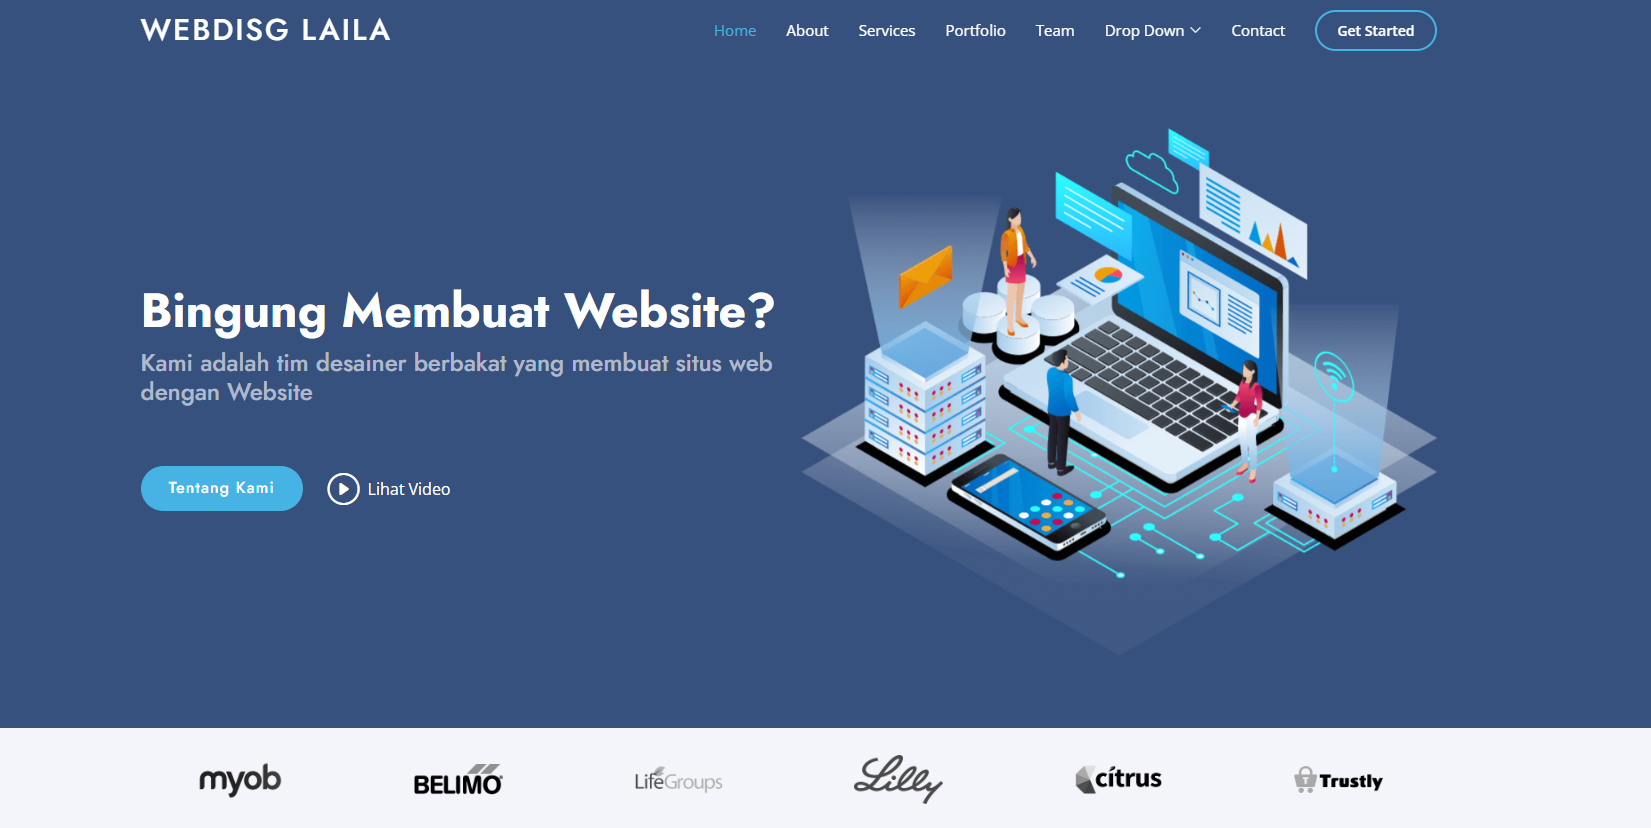 WEBDISG LAILA
Home About Services Portfolio Team Drop Down Contact Get Started
Bingung Membuat Website?
Kami adalah tim desainer berbakat yang membuat situs web
dengan Website
Tentang Kami Lihat Video
myob BELIMO LifeGroups Lilly citrus T Trustly